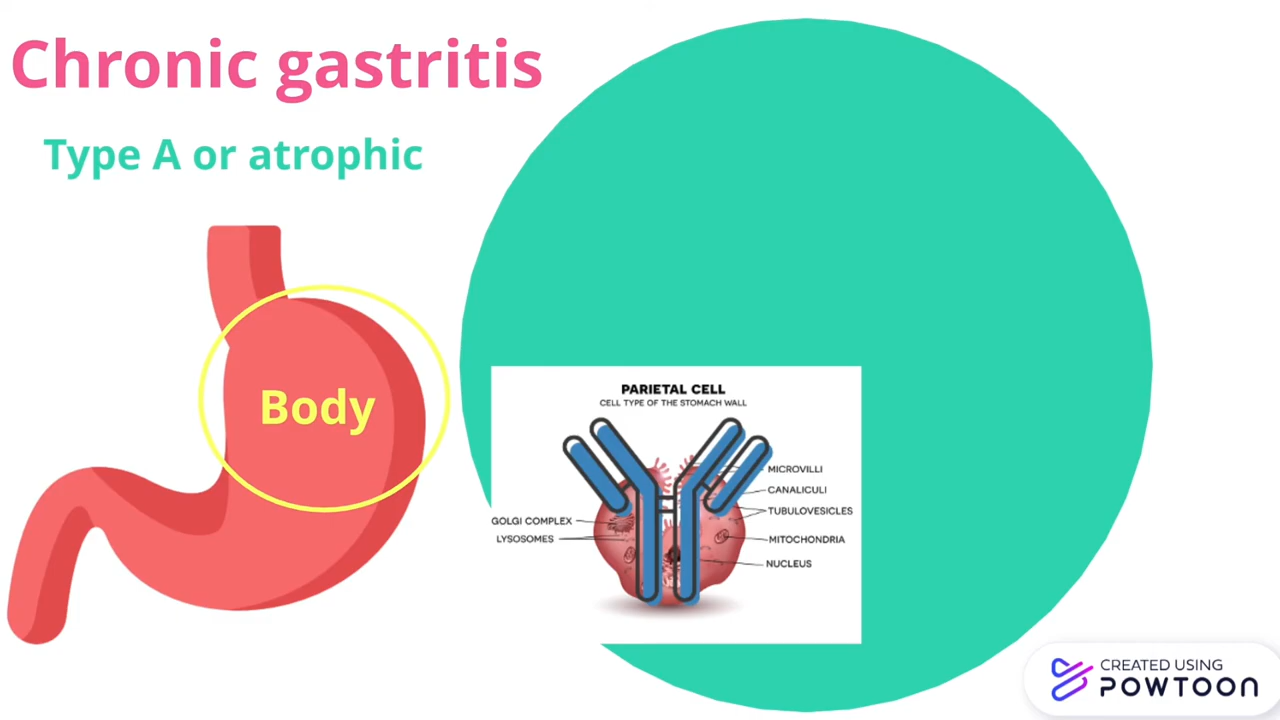 Chronic gastritis
Type A or atrophic
Body
PARIETAL CELL
CELL TYPE OF THE STOMACH WALL
MICROVILLI
CANALICULI
TUBULOVESICLES
GOLGI COMPLEX
LYSOSOMES
MITOCHONDRIA
NUCLEUS
CREATED USING
POWTOON